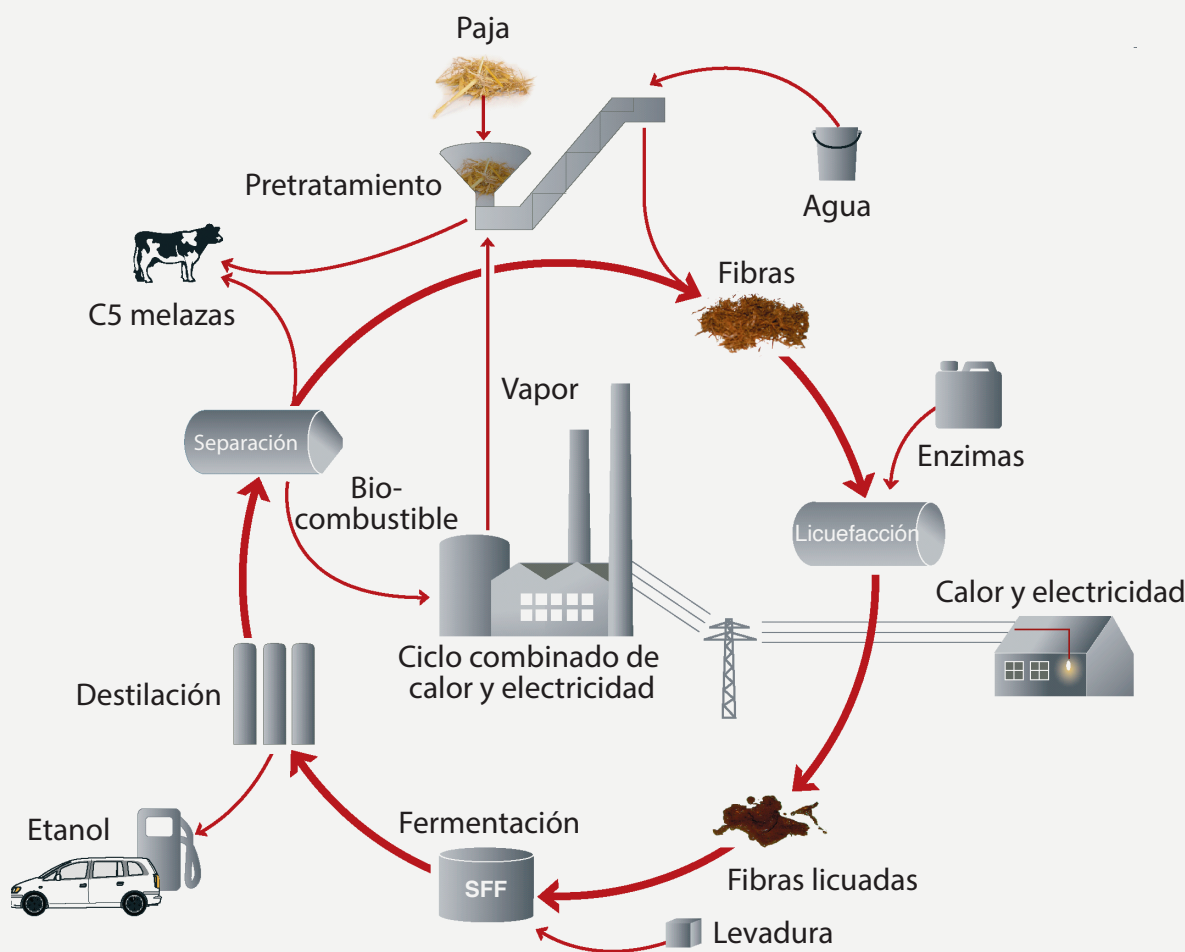 Paja
Pretratamiento
Agua
C5 melazas
Fibras
Vapor
Enzimas
Separación
Bio-
combustible
Licuefacción
Calor y electricidad
Ciclo combinado de
calor y electricidad
Destilación
Etanol
Fermentación
SFF
Fibras licuadas
Levadura